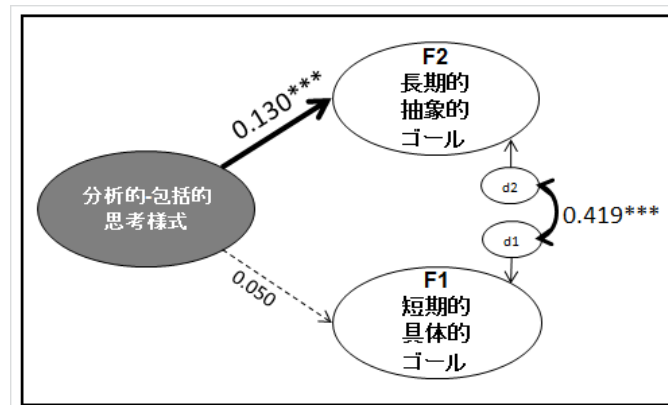 F2
長期的
抽象的
ゴール
0.130***
分析的-包括的
思考様式
d2
0.419***
d1
0.050
F1
短期的
具体的
ゴール